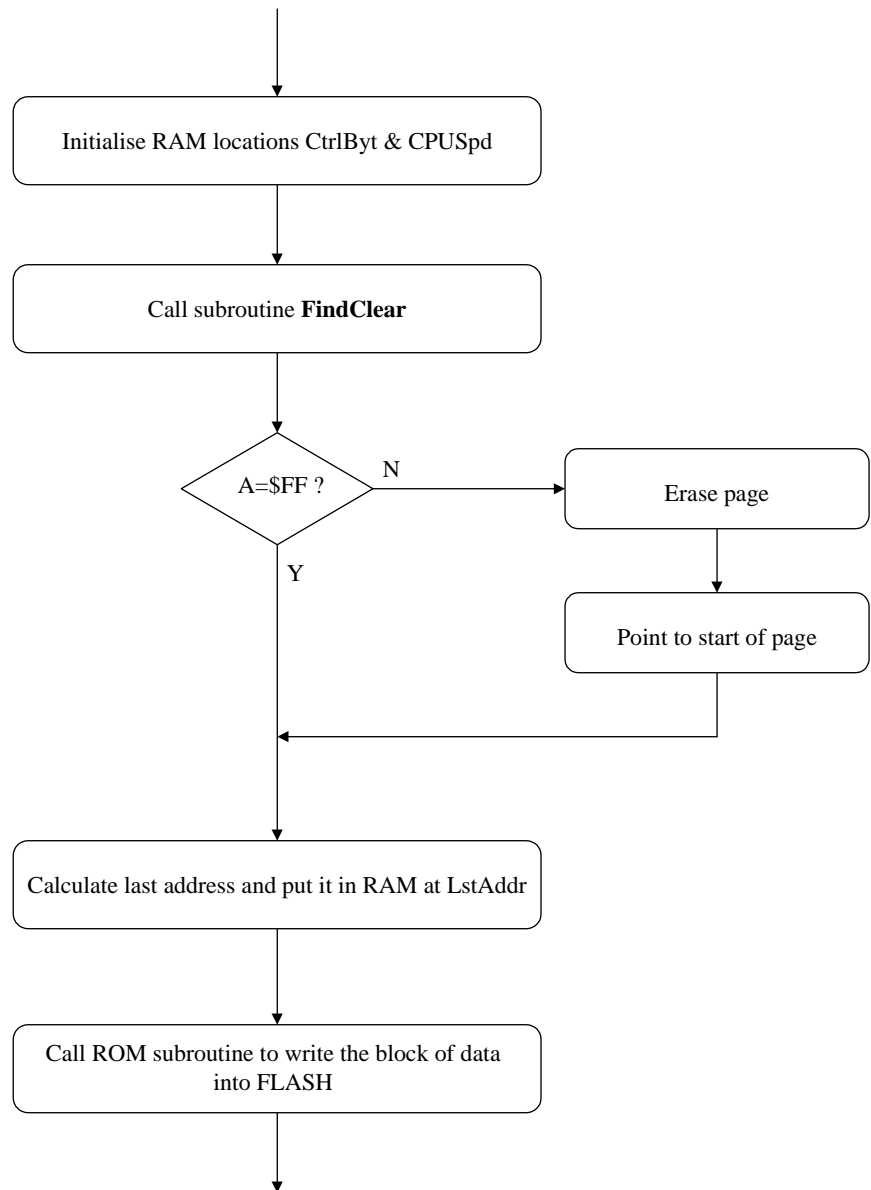 Initialise RAM locations CtrlByt & CPUSpd
Call subroutine FindClear
A=$FF ?
N
Erase page
Y
Point to start of page
Calculate last address and put it in RAM at LstAddr
Call ROM subroutine to write the block of data
into FLASH